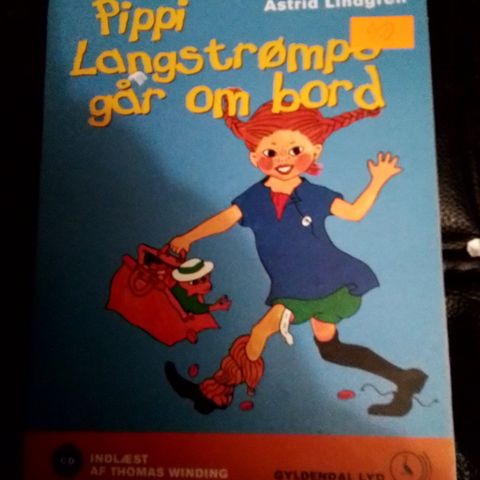 Astrid Lindgren
Pippi
Langstrømpe
går om bord
CD
INDLÆST
AF THOMAS WINDING
GYLDENDAL LYD